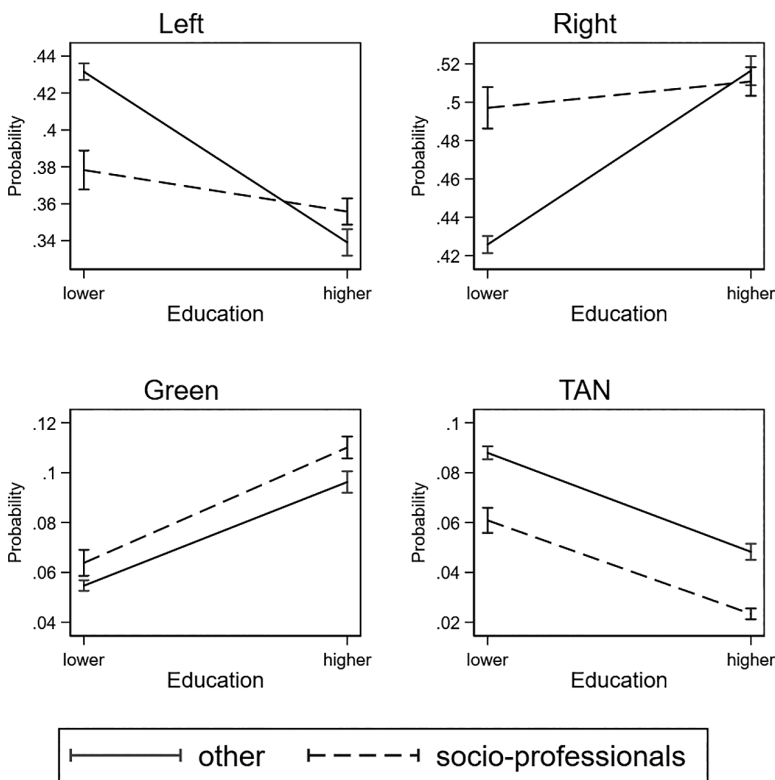 Left
Probability
.44
.42
.4
.38
.36
.34
lower
higher
Education
Right
Probability
.52
.5
.48
.46
.44
.42
lower
higher
Education
Green
Probability
.12
.1
.08
.06
.04
lower
higher
Education
TAN
Probability
.1
.08
.06
.04
.02
lower
higher
Education
other
socio-professionals